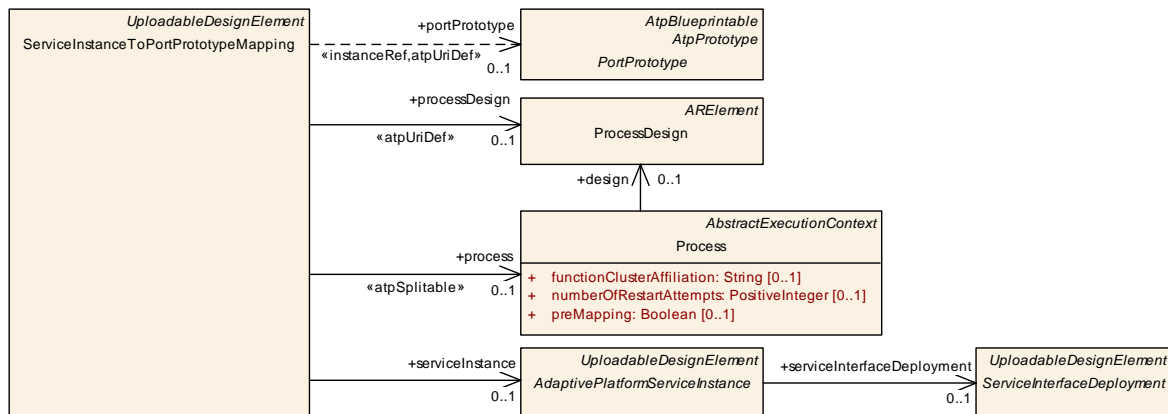 UploadableDesignElement
ServiceInstanceToPortPrototypeMapping
+portPrototype
«instanceRef,atpUriDef»
0..1
AtpBlueprintable
AtpPrototype
PortPrototype
+processDesign
«atpUriDef»
0..1
ARElement
ProcessDesign
+design
0..1
+process
«atpSplitable»
0..1
AbstractExecutionContext
Process
+ functionClusterAffiliation: String [0..1]
+ numberOfRestartAttempts: PositiveInteger [0..1]
+ preMapping: Boolean [0..1]
+serviceInstance
0..1
UploadableDesignElement
AdaptivePlatformServiceInstance
+serviceInterfaceDeployment
0..1
UploadableDesignElement
ServiceInterfaceDeployment